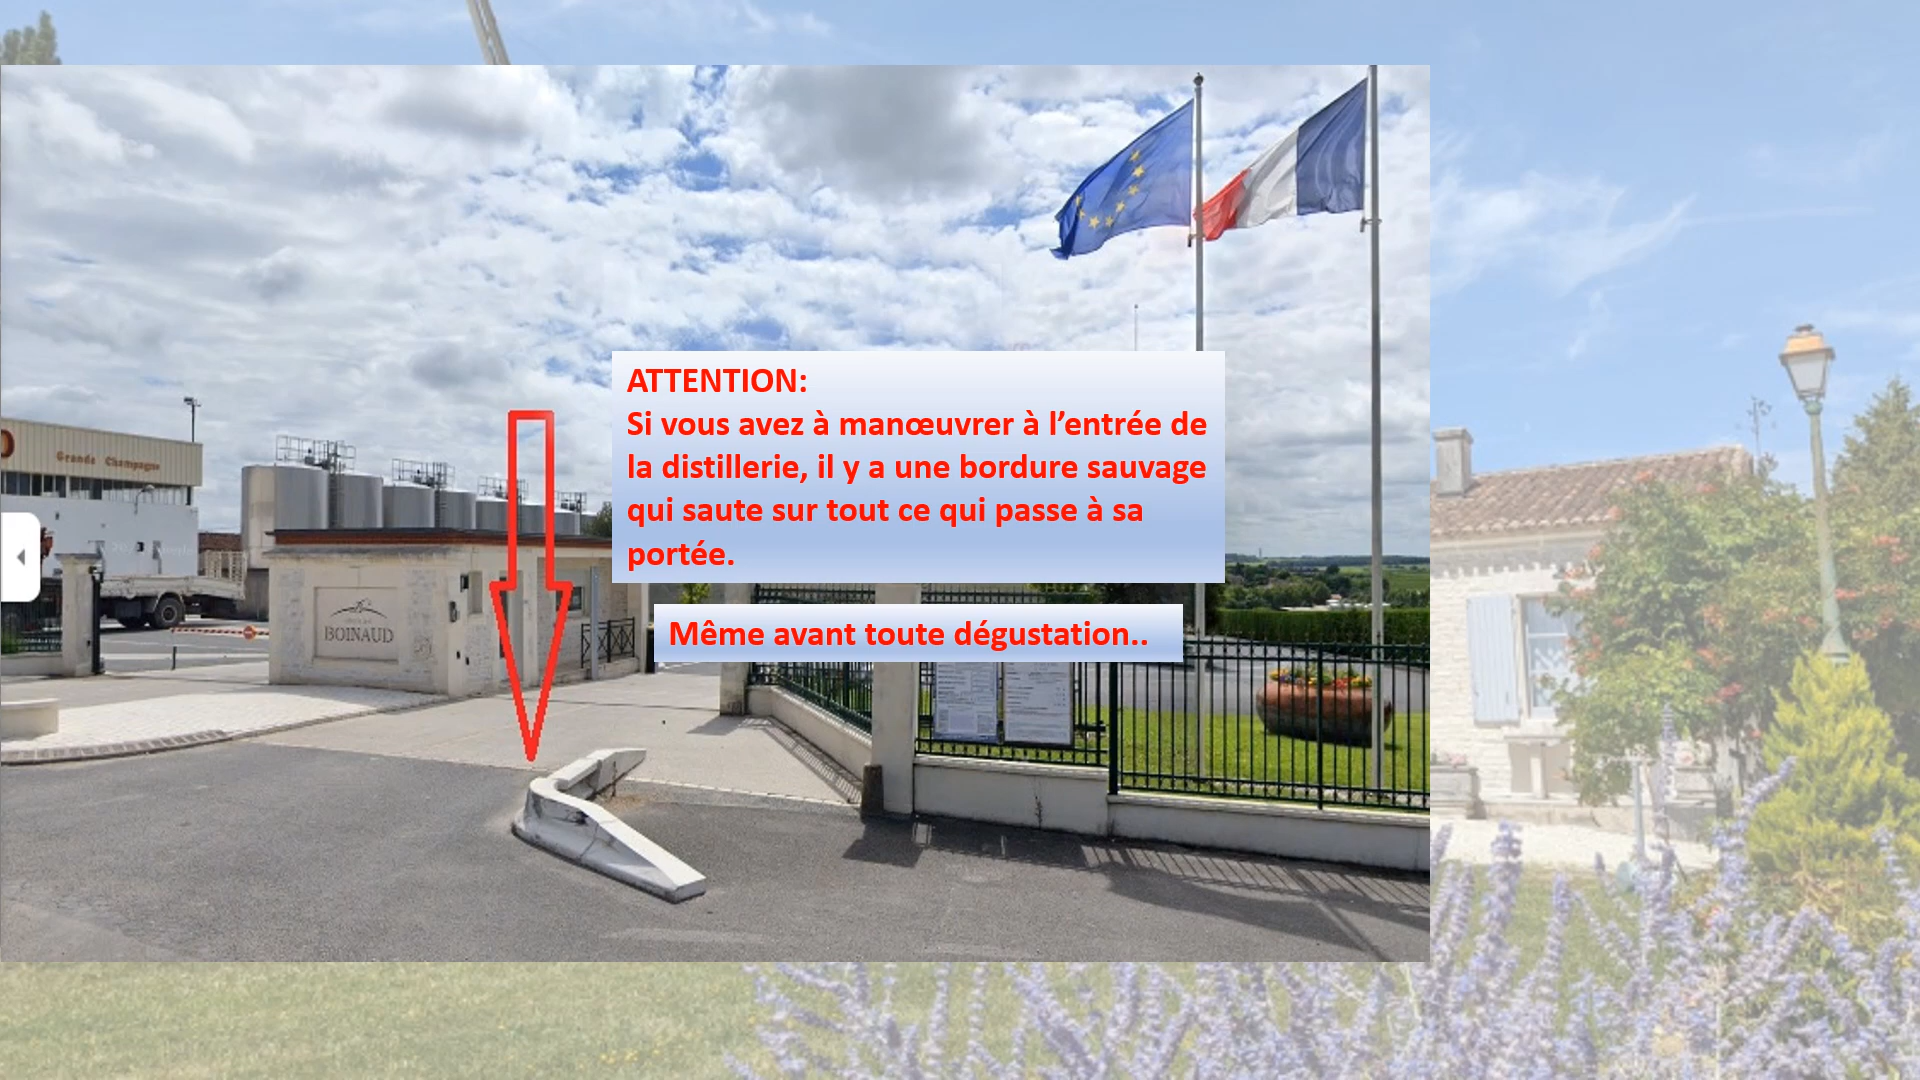 ATTENTION:
Si vous avez à manœuvrer à l’entrée de
la distillerie, il y a une bordure sauvage
qui saute sur tout ce qui passe à sa
portée.
Même avant toute dégustation..
Grande Champagne
BOINAUD